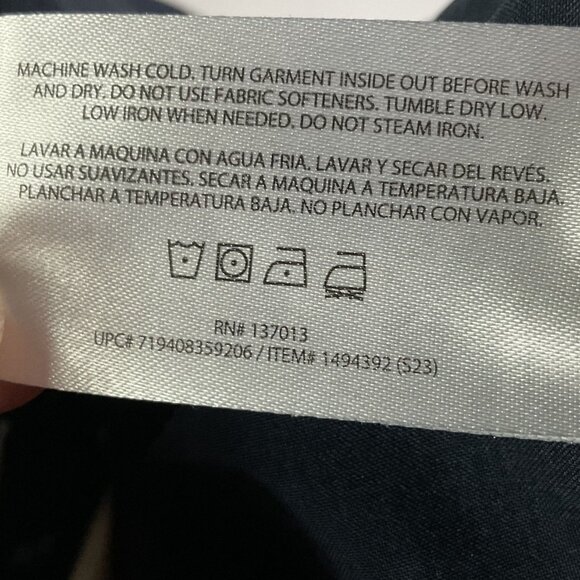 MACHINE WASH COLD. TURN GARMENT INSIDE OUT BEFORE WASH
AND DRY. DO NOT USE FABRIC SOFTENERS. TUMBLE DRY LOW.
LOW IRON WHEN NEEDED. DO NOT STEAM IRON.
LAVAR A MAQUINA CON AGUA FRIA. LAVAR Y SECAR DEL REVÉS.
NO USAR SUAVIZANTES. SECAR A MAQUINA A TEMPERATURA BAJA.
PLANCHAR A TEMPERATURA BAJA. NO PLANCHAR CON VAPOR.
RN# 137013
UPC# 719408359206 / ITEM# 1494392 (S23)